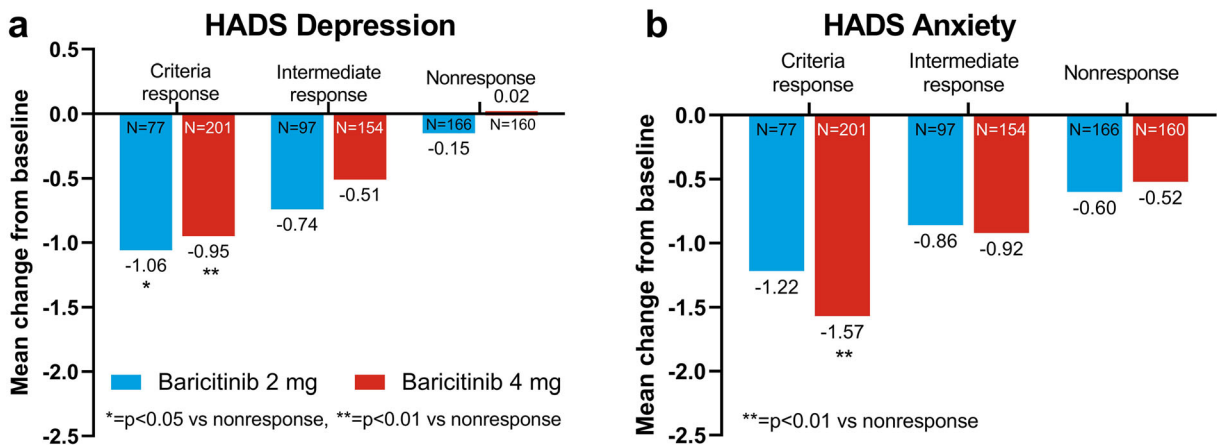 a HADS Depression
Mean change from baseline
0.5
0.0
-0.5
-1.0
-1.5
-2.0
-2.5
Criteria
response
Intermediate
response
Nonresponse
0.02
N=77 N=201 N=97 N=154 N=166 N=160
-0.15
-0.51
-0.74
-0.95
-1.06
*
**
Baricitinib 2 mg Baricitinib 4 mg
*=p<0.05 vs nonresponse, **=p<0.01 vs nonresponse
b HADS Anxiety
Mean change from baseline
0.5
0.0
-0.5
-1.0
-1.5
-2.0
-2.5
Criteria
response
Intermediate
response
Nonresponse
N=77 N=201 N=97 N=154 N=166 N=160
-0.60 -0.52
-0.86 -0.92
-1.22
-1.57
**
**=p<0.01 vs nonresponse